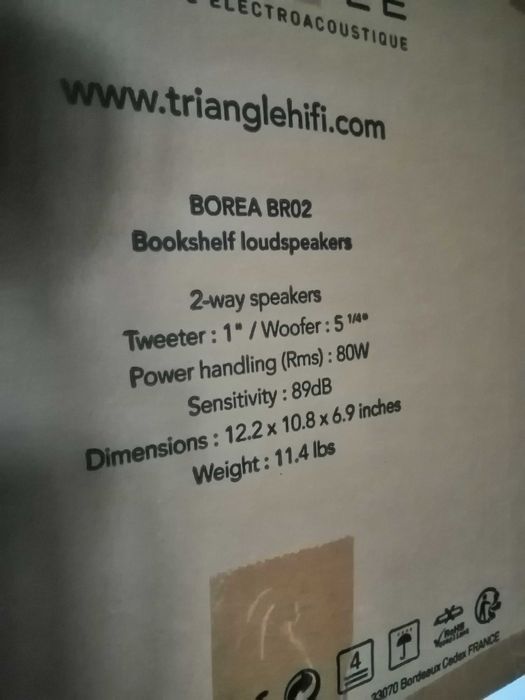 ELECTROACOUSTIQUE
www.trianglehifi.com
BOREA BR02
Bookshelf loudspeakers
2-way speakers
Tweeter : 1" / Woofer : 5 1/4"
Power handling (Rms) : 80W
Sensitivity : 89dB
Dimensions : 12.2 x 10.8 x 6.9 inches
Weight : 11.4 lbs
4
RoHS
33070 Bordeaux Cedex FRANCE